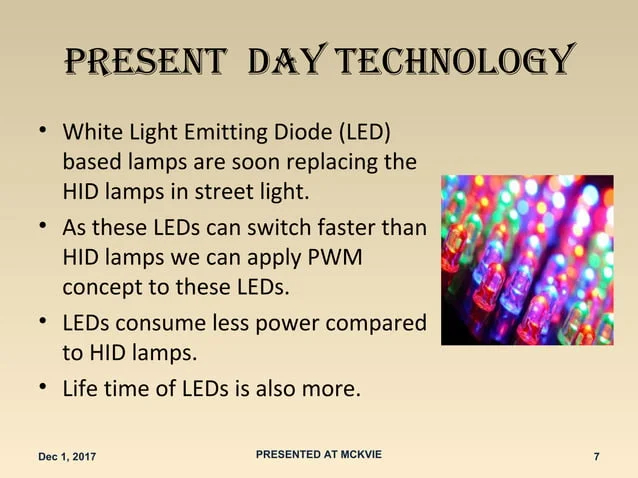 PRESENT DAY TECHNOLOGY
• White Light Emitting Diode (LED)
based lamps are soon replacing the
HID lamps in street light.
• As these LEDs can switch faster than
HID lamps we can apply PWM
concept to these LEDs.
• LEDs consume less power compared
to HID lamps.
• Life time of LEDs is also more.
Dec 1, 2017
PRESENTED AT MCKVIE
7